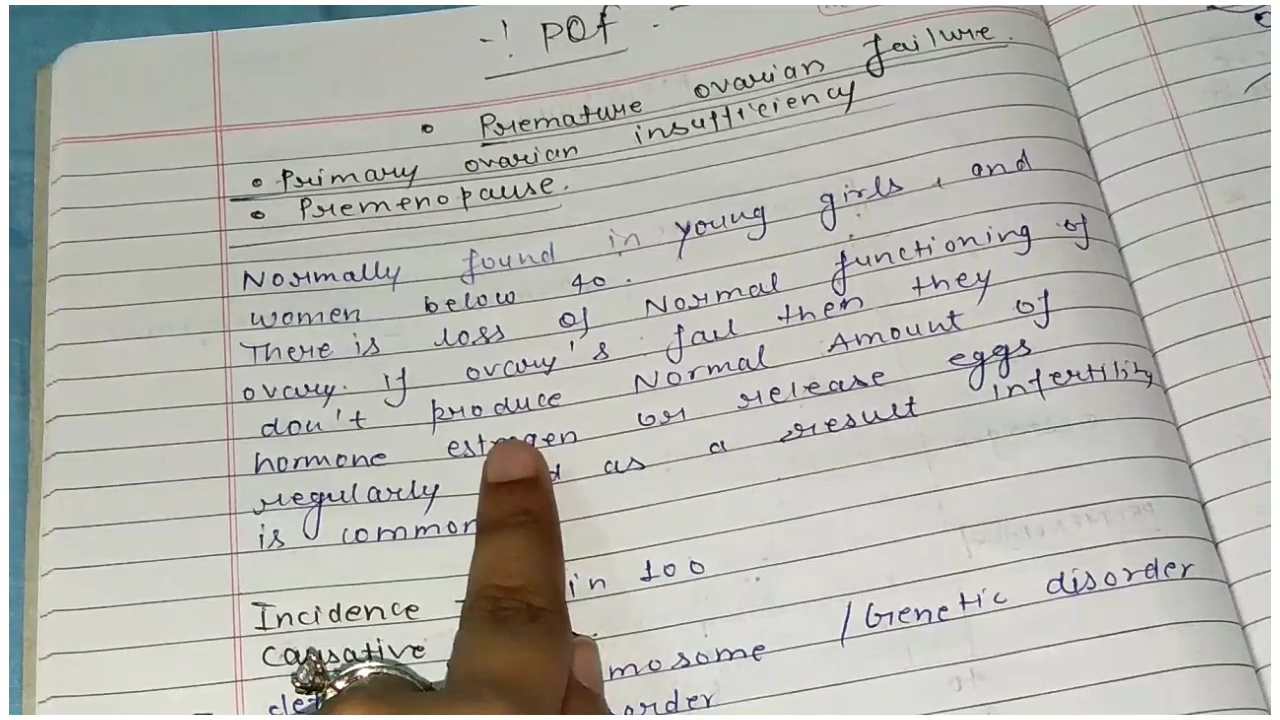 -! POF -
• Premature ovarian failure.
• Primary ovarian insufficiency
• Premenopause.
Normally found in young girls, and
women below 40.
There is loss of Normal functioning of
ovary. if ovary's fail then they
don't produce Normal Amount of
hormone estrogen or release eggs
regularly as a result infertility
is common
Incidence in 100
Causative /Genetic disorder